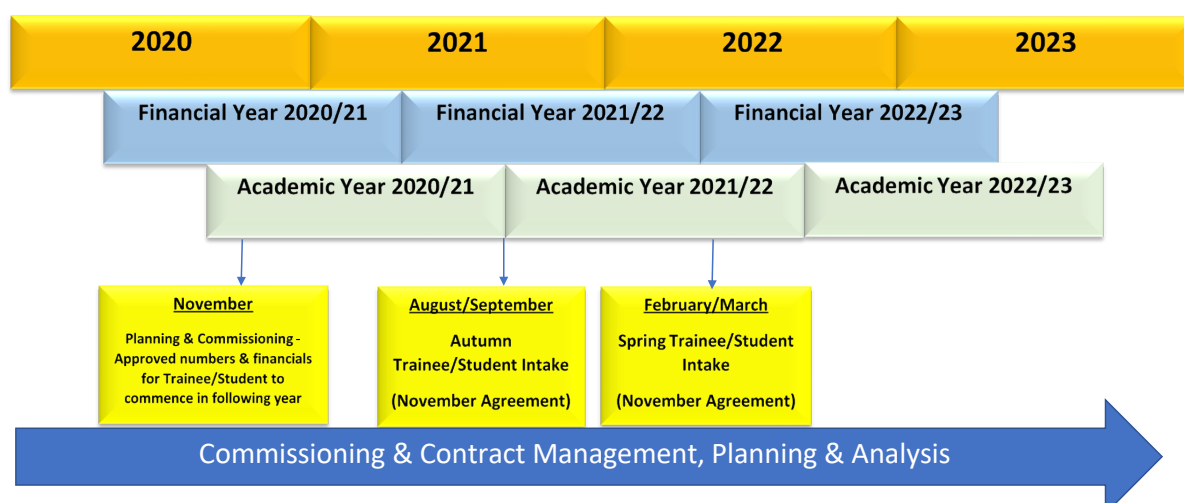 2020
2021
2022
2023
Financial Year 2020/21
Financial Year 2021/22
Financial Year 2022/23
Academic Year 2020/21
Academic Year 2021/22
Academic Year 2022/23
November
Planning & Commissioning -
Approved numbers & financials
for Trainee/Student to
commence in following year
August/September
Autumn
Trainee/Student Intake
(November Agreement)
February/March
Spring Trainee/Student
Intake
(November Agreement)
Commissioning & Contract Management, Planning & Analysis